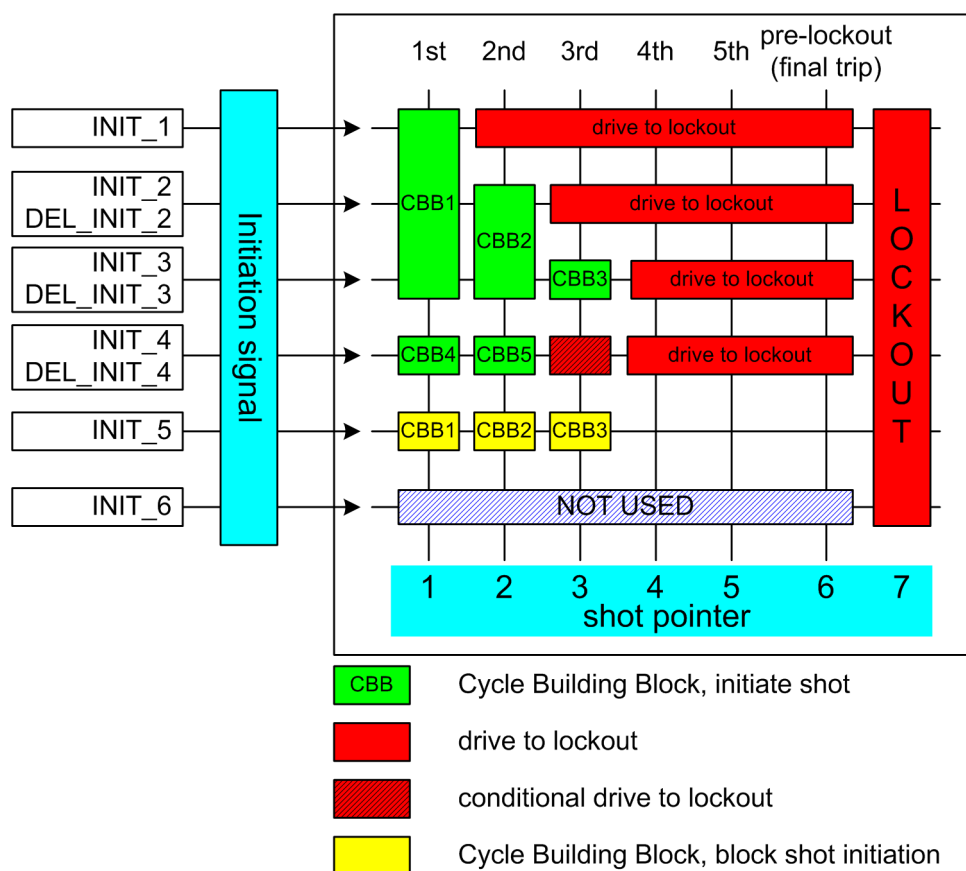 1st 2nd 3rd 4th 5th pre-lockout
(final trip)
INIT_1
drive to lockout
INIT_2
DEL_INIT_2
CBB1
drive to lockout
CBB2
INIT_3
DEL_INIT_3
CBB3
drive to lockout
INIT_4
DEL_INIT_4
CBB4
CBB5
drive to lockout
INIT_5
CBB1
CBB2
CBB3
INIT_6
NOT USED
Initiation signal
LOCKOUT
1 2 3 4 5 6 7
shot pointer
CBB
Cycle Building Block, initiate shot
drive to lockout
conditional drive to lockout
Cycle Building Block, block shot initiation